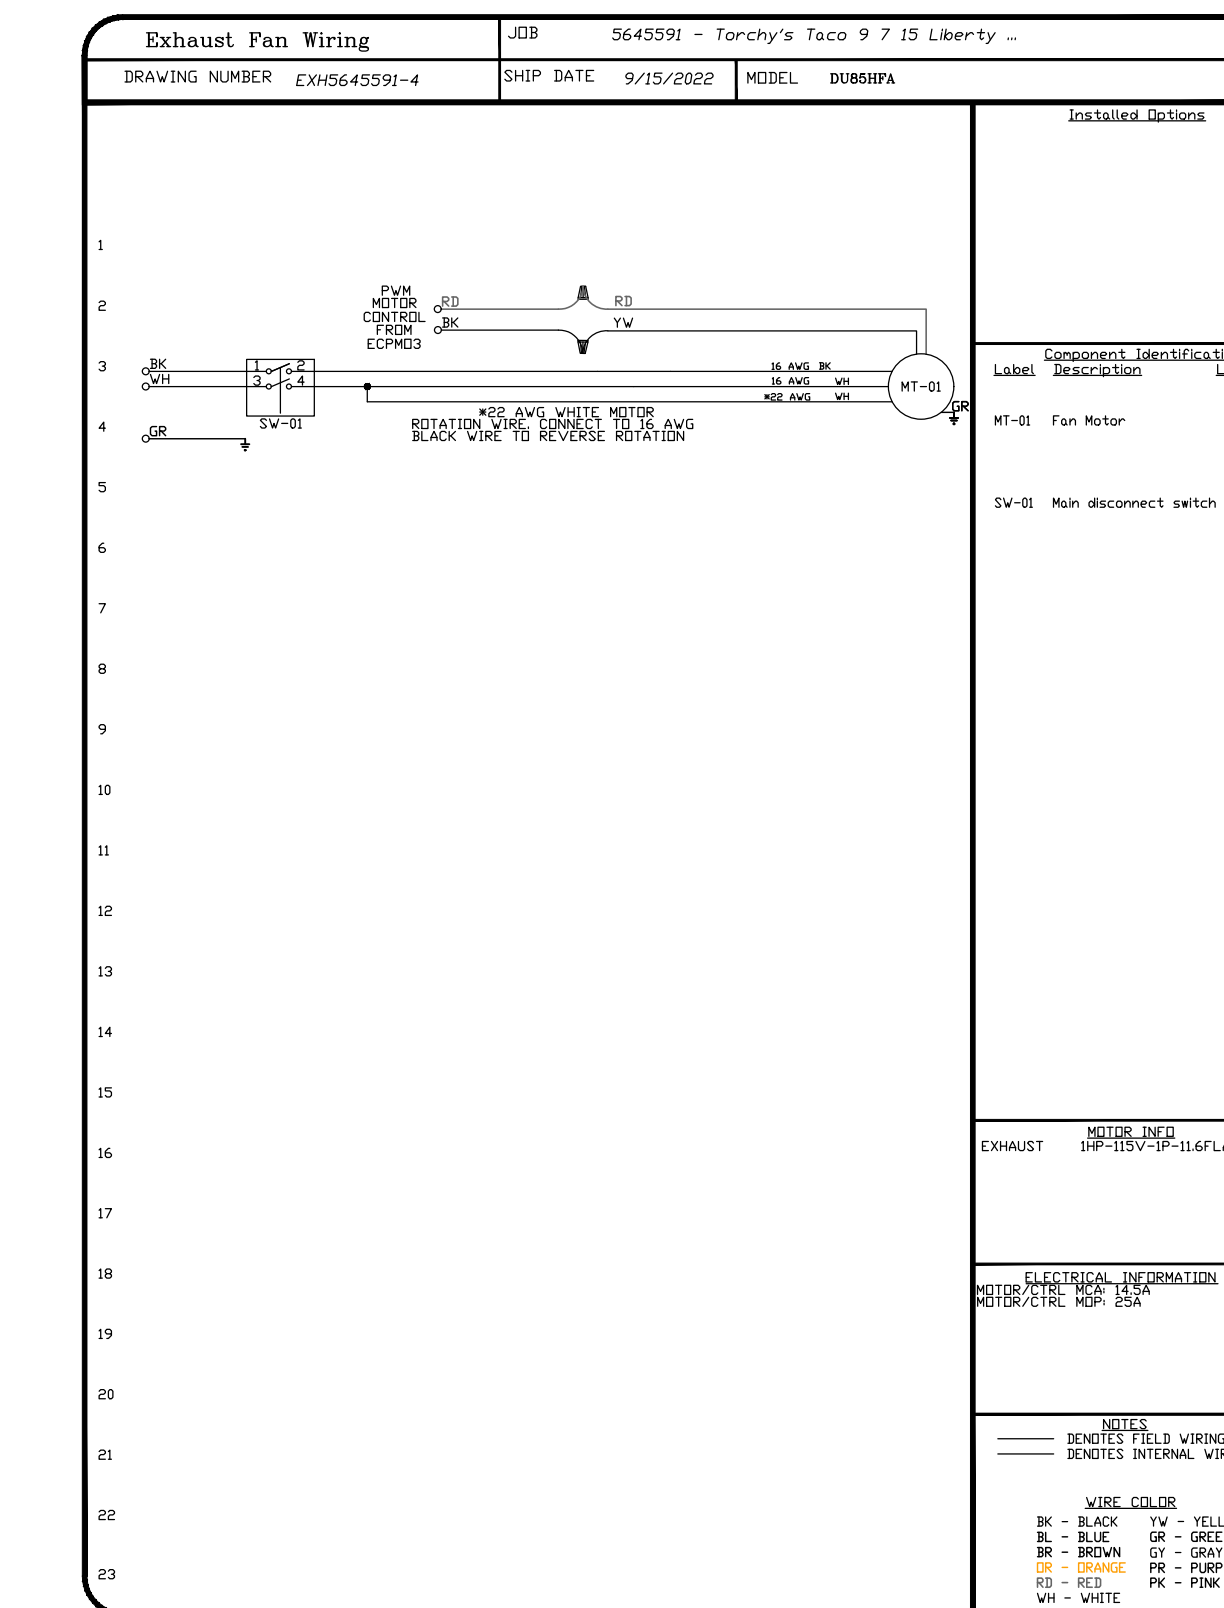 Exhaust Fan Wiring
JOB 5645591 - Torchy's Taco 9 7 15 Liberty ...
DRAWING NUMBER EXH5645591-4
SHIP DATE 9/15/2022
MODEL DU85HFA
Installed Options
1
2
PWM
MOTOR
CONTROL
FROM
ECPM03
RD
RD
BK
YW
3
BK
WH
1 2
3 4
SW-01
16 AWG BK
16 AWG WH
*22 AWG WH
MT-01
GR
*22 AWG WHITE MOTOR
ROTATION WIRE. CONNECT TO 16 AWG
BLACK WIRE TO REVERSE ROTATION
4
GR
5
6
7
8
9
10
11
12
13
14
15
16
17
18
19
20
21
22
23
Component Identificati
Label Description L
MT-01 Fan Motor
SW-01 Main disconnect switch
MOTOR INFO
EXHAUST 1HP-115V-1P-11.6FLA
ELECTRICAL INFORMATION
MOTOR/CTRL MCA: 14.5A
MOTOR/CTRL MOP: 25A
NOTES
DENOTES FIELD WIRING
DENOTES INTERNAL WIR
WIRE COLOR
BK - BLACK YW - YELL
BL - BLUE GR - GREE
BR - BROWN GY - GRAY
OR - ORANGE PR - PURP
RD - RED PK - PINK
WH - WHITE